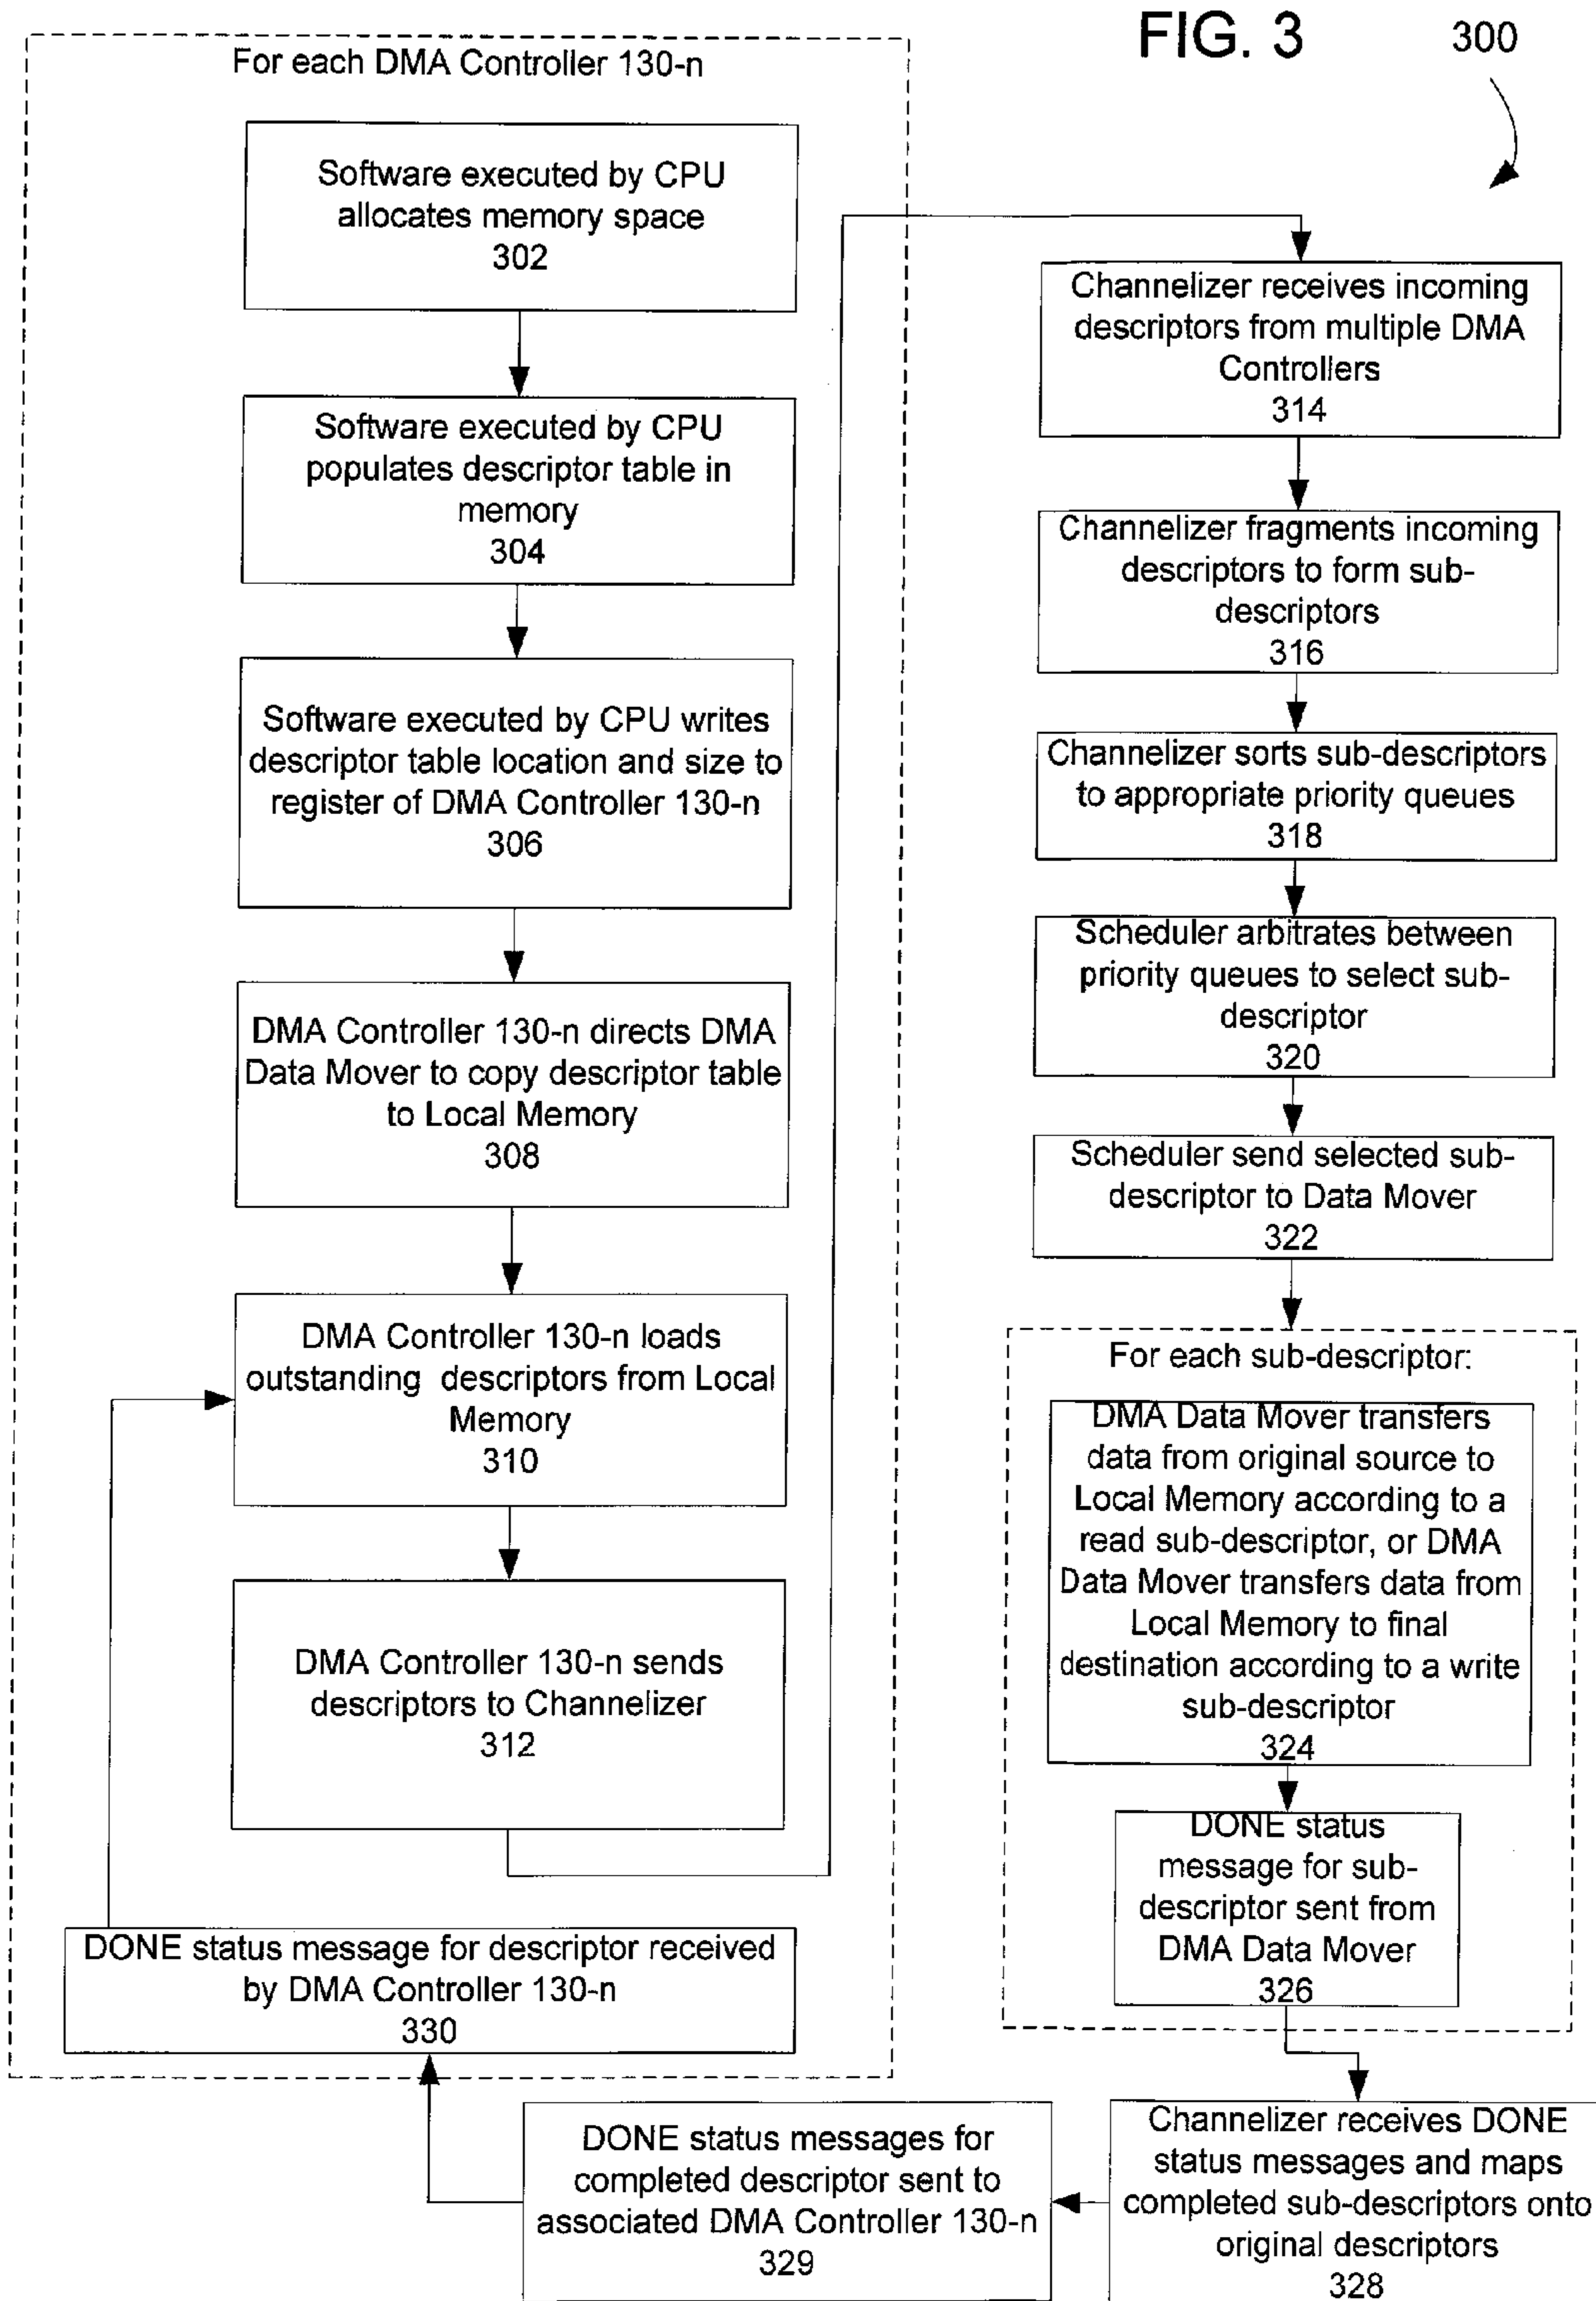 FIG. 3
300
For each DMA Controller 130-n
Software executed by CPU
allocates memory space
302
Software executed by CPU
populates descriptor table in
memory
304
Software executed by CPU writes
descriptor table location and size to
register of DMA Controller 130-n
306
DMA Controller 130-n directs DMA
Data Mover to copy descriptor table
to Local Memory
308
DMA Controller 130-n loads
outstanding descriptors from Local
Memory
310
DMA Controller 130-n sends
descriptors to Channelizer
312
Channelizer receives incoming
descriptors from multiple DMA
Controllers
314
Channelizer fragments incoming
descriptors to form sub-
descriptors
316
Channelizer sorts sub-descriptors
to appropriate priority queues
318
Scheduler arbitrates between
priority queues to select sub-
descriptor
320
Scheduler send selected sub-
descriptor to Data Mover
322
For each sub-descriptor:
DMA Data Mover transfers
data from original source to
Local Memory according to a
read sub-descriptor, or DMA
Data Mover transfers data from
Local Memory to final
destination according to a write
sub-descriptor
324
DONE status
message for sub-
descriptor sent from
DMA Data Mover
326
Channelizer receives DONE
status messages and maps
completed sub-descriptors onto
original descriptors
328
DONE status messages for
completed descriptor sent to
associated DMA Controller 130-n
329
DONE status message for descriptor received
by DMA Controller 130-n
330